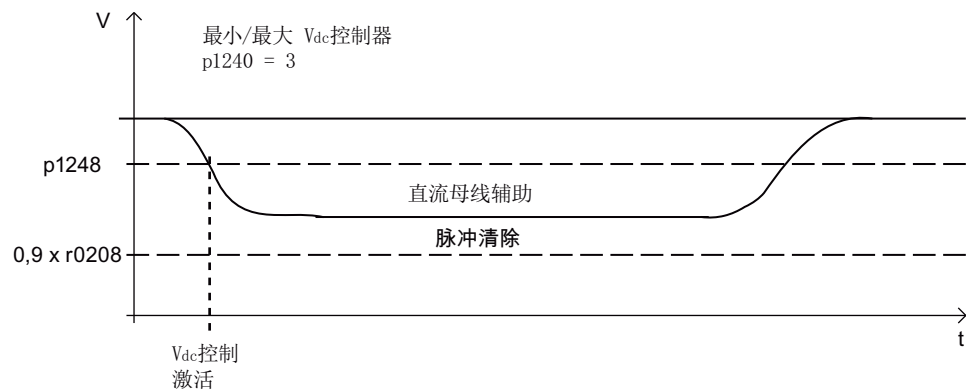 V
最小/最大 Vdc控制器
p1240 = 3
p1248
直流母线辅助
脉冲清除
0,9 x r0208
t
Vdc控制
激活